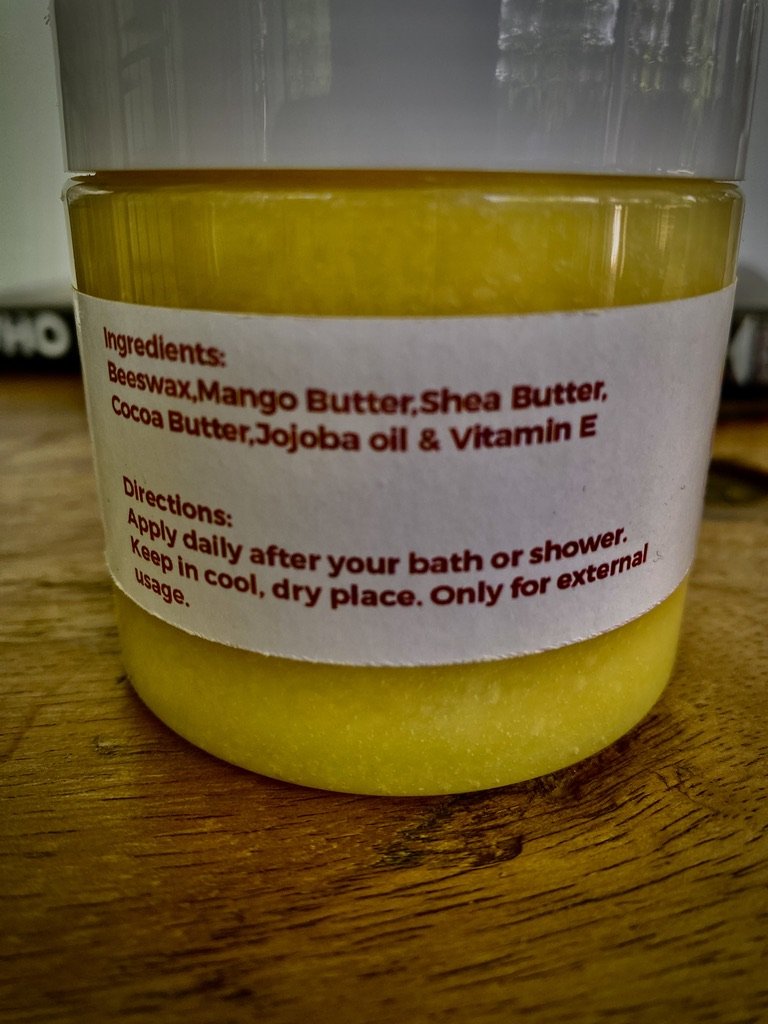 Ingredients:
Beeswax,Mango Butter,Shea Butter,
Cocoa Butter,Jojoba oil & Vitamin E
Directions:
Apply daily after your bath or shower.
Keep in cool, dry place. Only for external
usage.
HO